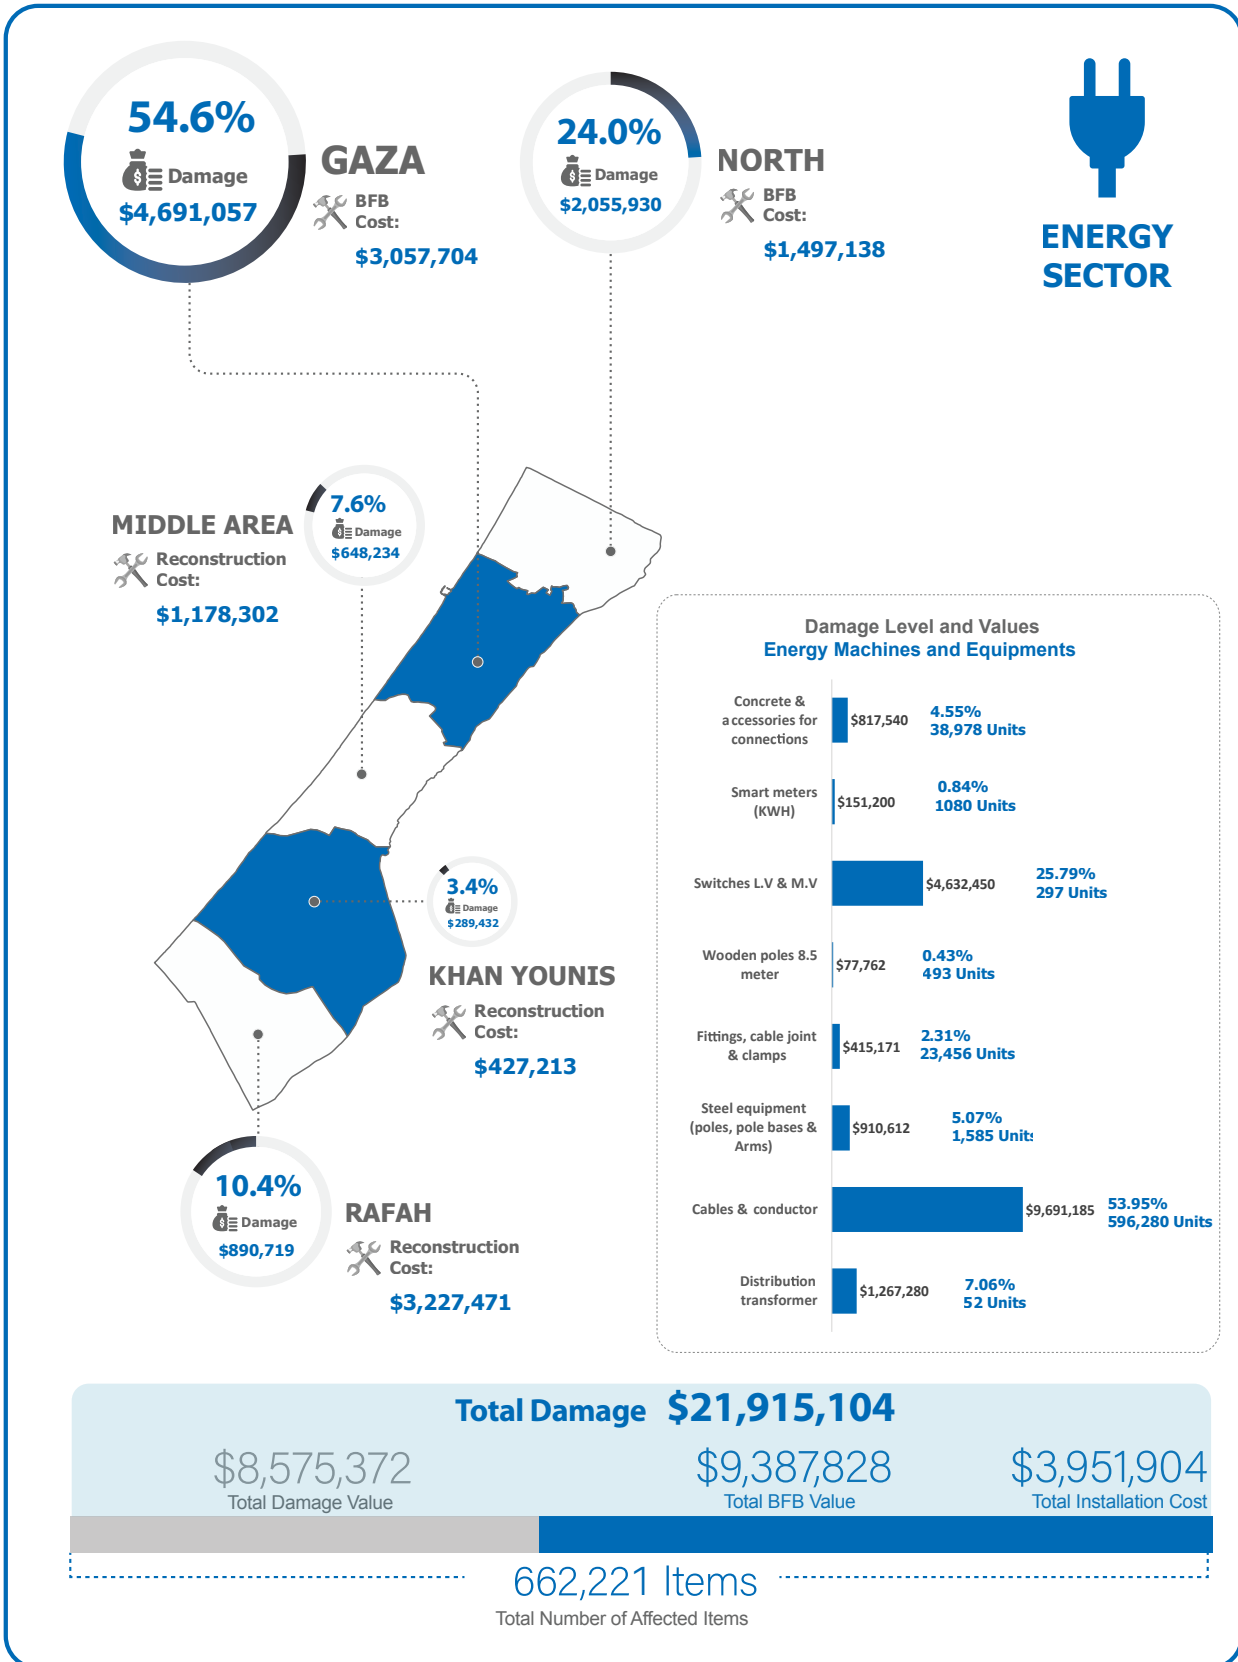 54.6%
Damage
$4,691,057
GAZA
BFB
Cost:
$3,057,704
24.0%
Damage
$2,055,930
NORTH
BFB
Cost:
$1,497,138
ENERGY
SECTOR
MIDDLE AREA
Reconstruction
Cost:
$1,178,302
7.6%
Damage
$648,234
3.4%
Damage
$289,432
KHAN YOUNIS
Reconstruction
Cost:
$427,213
10.4%
Damage
$890,719
RAFAH
Reconstruction
Cost:
$3,227,471
Damage Level and Values
Energy Machines and Equipments
Concrete &
accessories for
connections
$817,540
4.55%
38,978 Units
Smart meters
(KWH)
$151,200
0.84%
1080 Units
Switches L.V & M.V
$4,632,450
25.79%
297 Units
Wooden poles 8.5
meter
$77,762
0.43%
493 Units
Fittings, cable joint
& clamps
$415,171
2.31%
23,456 Units
Steel equipment
(poles, pole bases &
Arms)
$910,612
5.07%
1,585 Units
Cables & conductor
$9,691,185
53.95%
596,280 Units
Distribution
transformer
$1,267,280
7.06%
52 Units
Total Damage $21,915,104
$8,575,372
Total Damage Value
$9,387,828
Total BFB Value
$3,951,904
Total Installation Cost
662,221 Items
Total Number of Affected Items